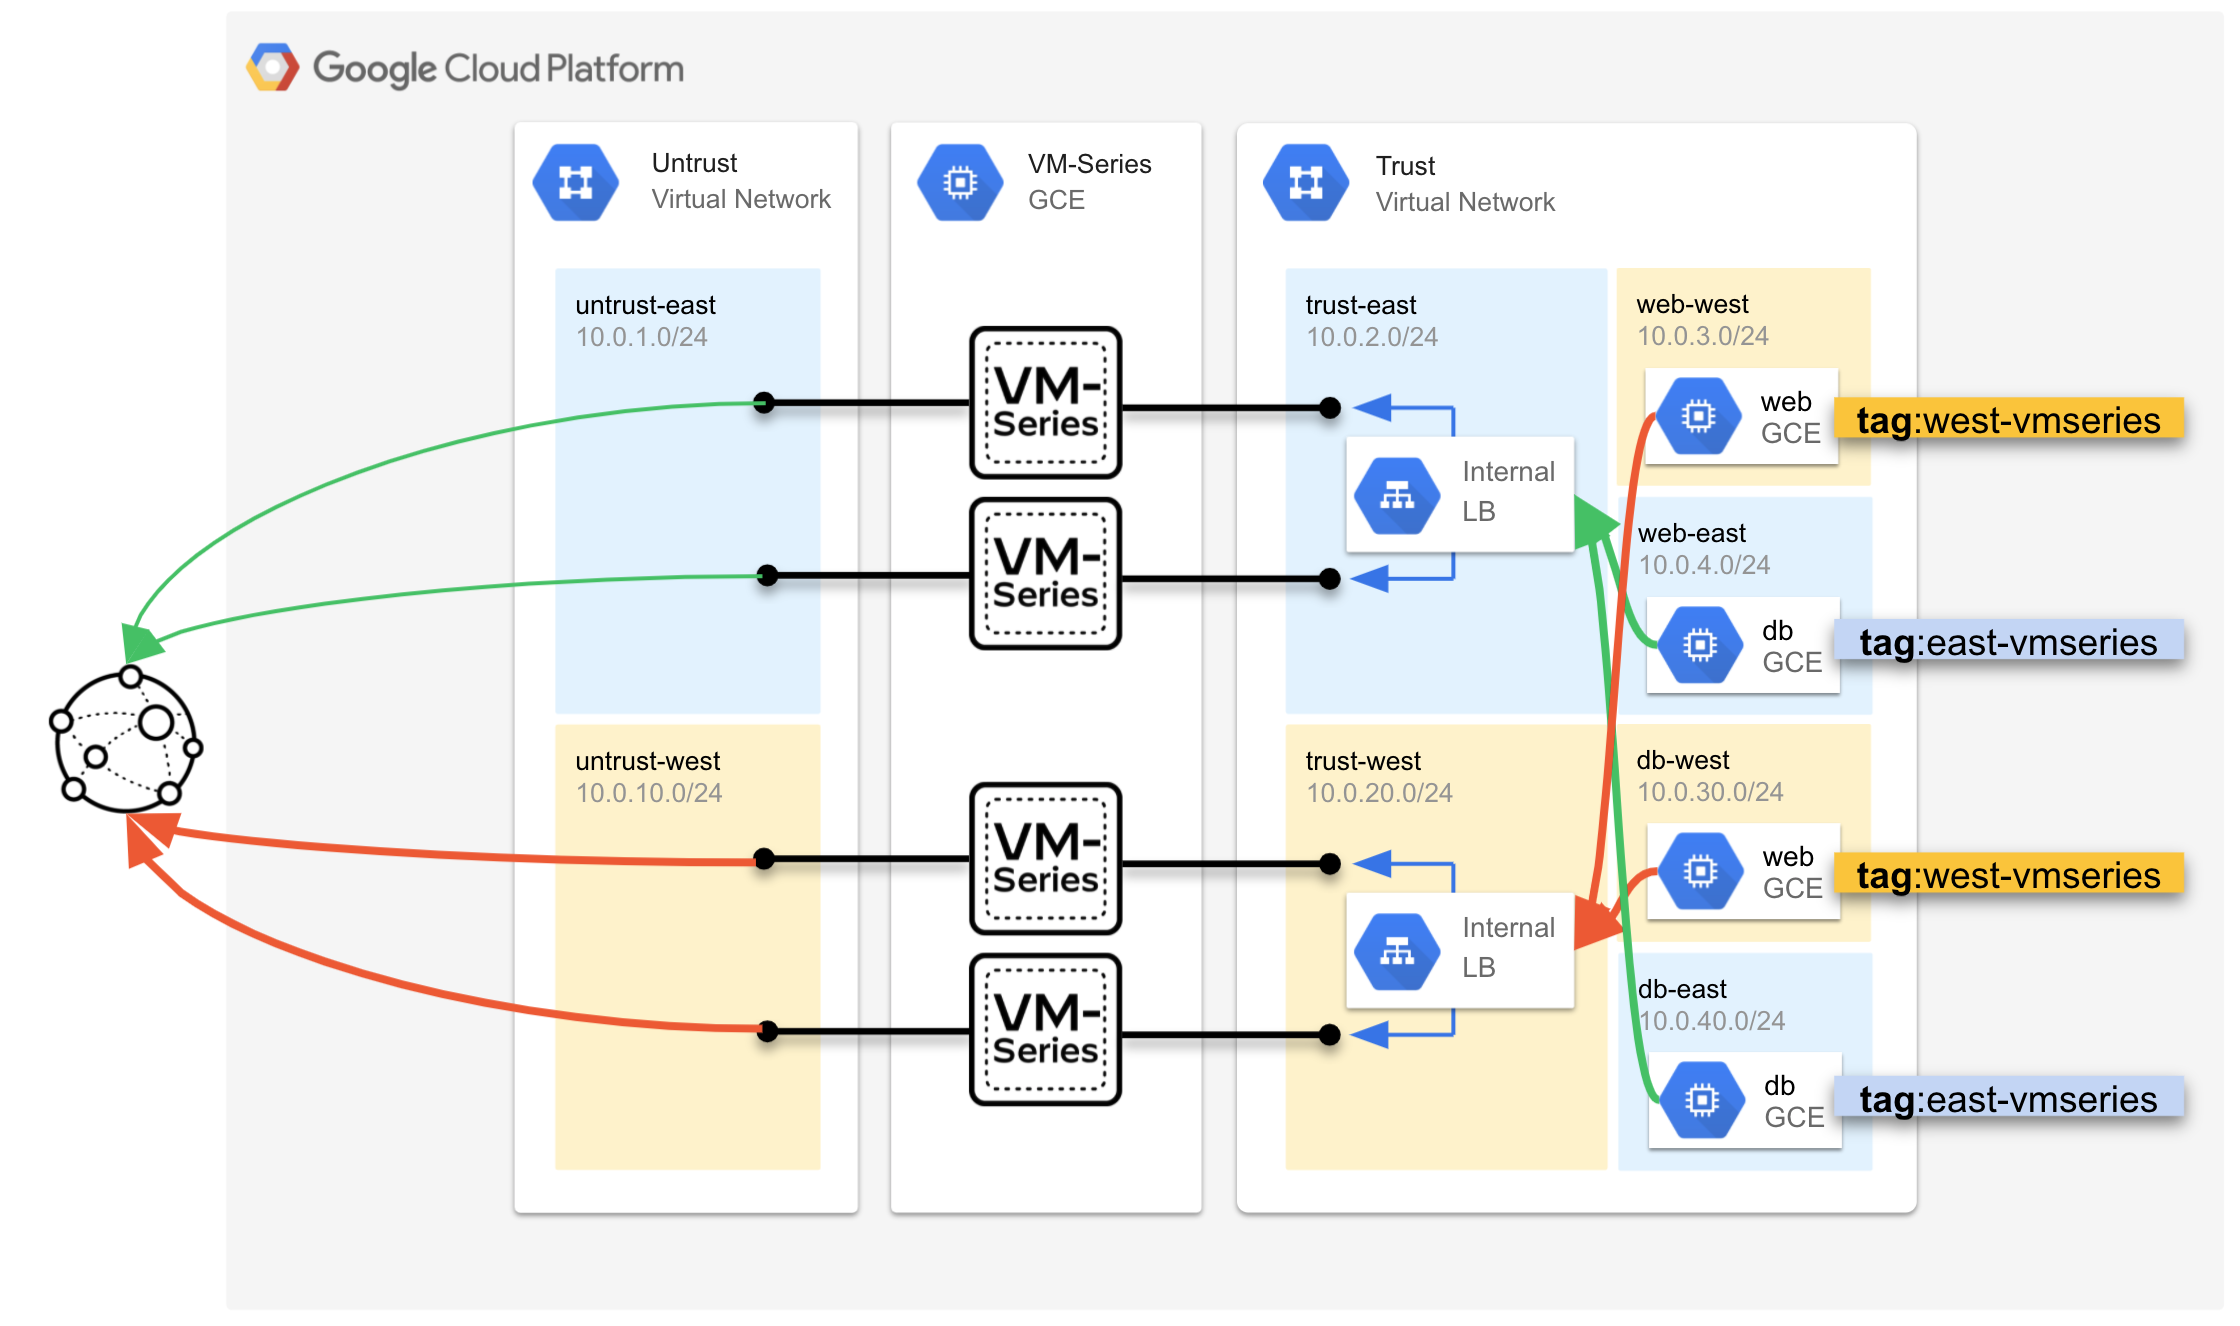 Google Cloud Platform
Untrust
Virtual Network
VM-Series
GCE
Trust
Virtual Network
untrust-east
10.0.1.0/24
untrust-west
10.0.10.0/24
VM-
Series
VM-
Series
VM-
Series
VM-
Series
trust-east
10.0.2.0/24
Internal
LB
trust-west
10.0.20.0/24
Internal
LB
web-west
10.0.3.0/24
web
GCE
tag:west-vmseries
web-east
10.0.4.0/24
db
GCE
tag:east-vmseries
db-west
10.0.30.0/24
web
GCE
tag:west-vmseries
db-east
10.0.40.0/24
db
GCE
tag:east-vmseries